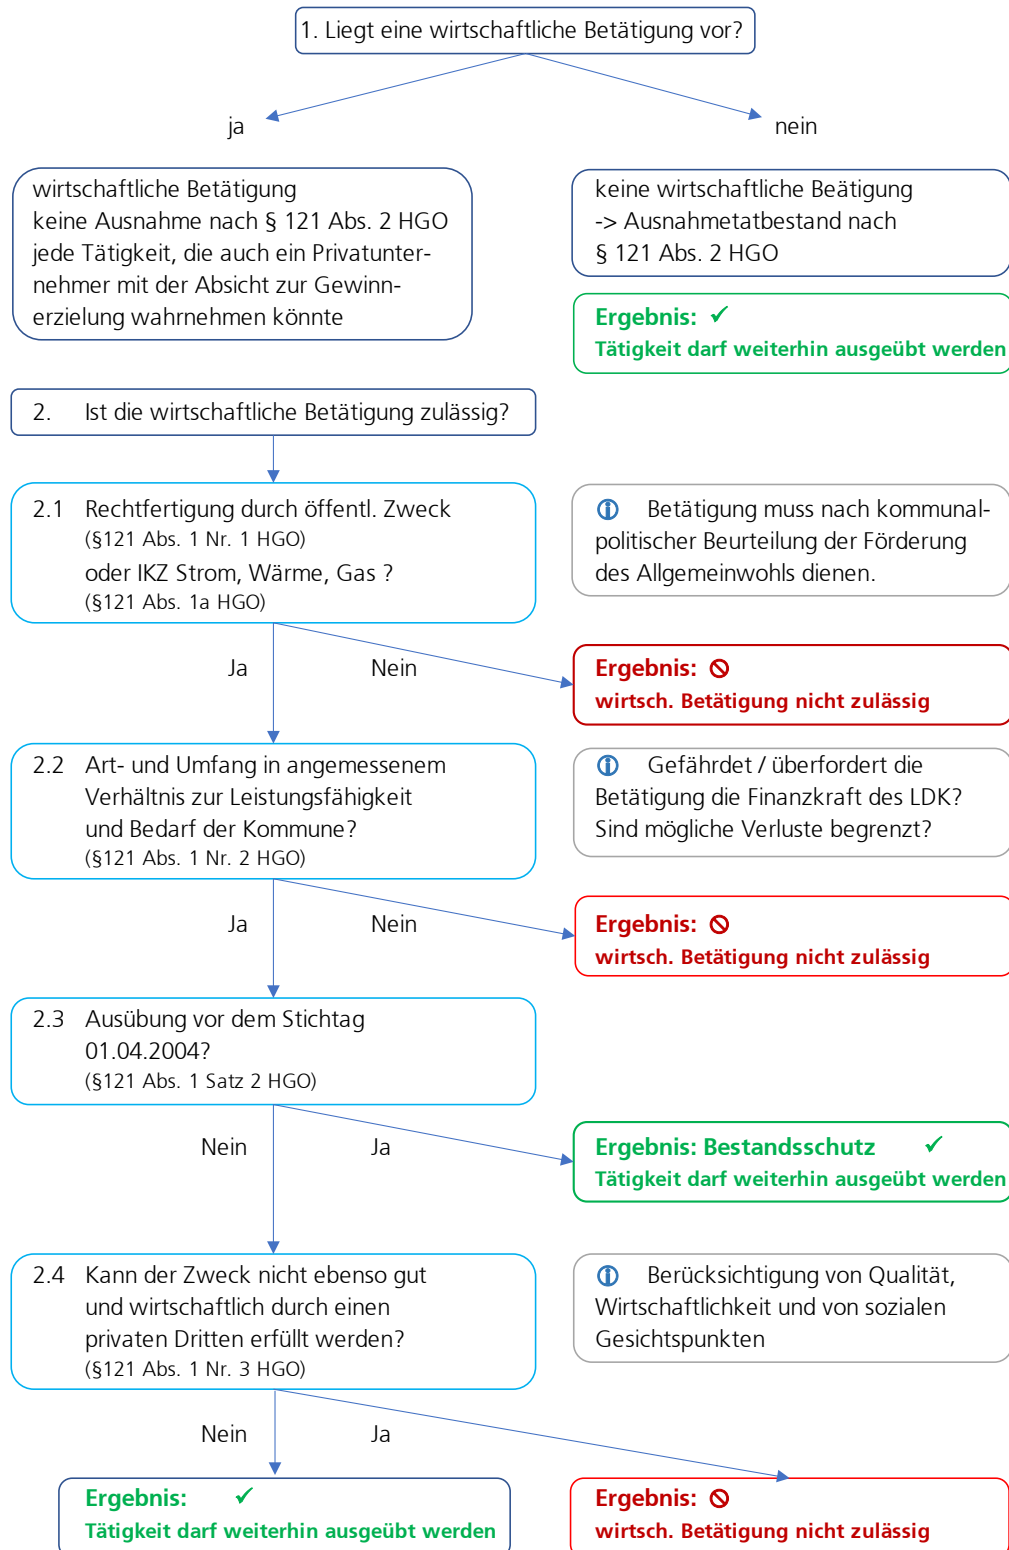 1. Liegt eine wirtschaftliche Betätigung vor?
ja
nein
wirtschaftliche Betätigung
keine Ausnahme nach § 121 Abs. 2 HGO
jede Tätigkeit, die auch ein Privatunter-
nehmer mit der Absicht zur Gewinn-
erzielung wahrnehmen könnte
keine wirtschaftliche Beätigung
-> Ausnahmetatbestand nach
§ 121 Abs. 2 HGO
Ergebnis: ✓
Tätigkeit darf weiterhin ausgeübt werden
2. Ist die wirtschaftliche Betätigung zulässig?
2.1 Rechtfertigung durch öffentl. Zweck
(§121 Abs. 1 Nr. 1 HGO)
oder IKZ Strom, Wärme, Gas ?
(§121 Abs. 1a HGO)
Betätigung muss nach kommunal-
politischer Beurteilung der Förderung
des Allgemeinwohls dienen.
Ja
Nein
Ergebnis:
wirtsch. Betätigung nicht zulässig
2.2 Art- und Umfang in angemessenem
Verhältnis zur Leistungsfähigkeit
und Bedarf der Kommune?
(§121 Abs. 1 Nr. 2 HGO)
Gefährdet / überfordert die
Betätigung die Finanzkraft des LDK?
Sind mögliche Verluste begrenzt?
Ja
Nein
Ergebnis:
wirtsch. Betätigung nicht zulässig
2.3 Ausübung vor dem Stichtag
01.04.2004?
(§121 Abs. 1 Satz 2 HGO)
Nein
Ja
Ergebnis: Bestandsschutz ✓
Tätigkeit darf weiterhin ausgeübt werden
2.4 Kann der Zweck nicht ebenso gut
und wirtschaftlich durch einen
privaten Dritten erfüllt werden?
(§121 Abs. 1 Nr. 3 HGO)
Berücksichtigung von Qualität,
Wirtschaftlichkeit und von sozialen
Gesichtspunkten
Nein
Ja
Ergebnis: ✓
Tätigkeit darf weiterhin ausgeübt werden
Ergebnis:
wirtsch. Betätigung nicht zulässig